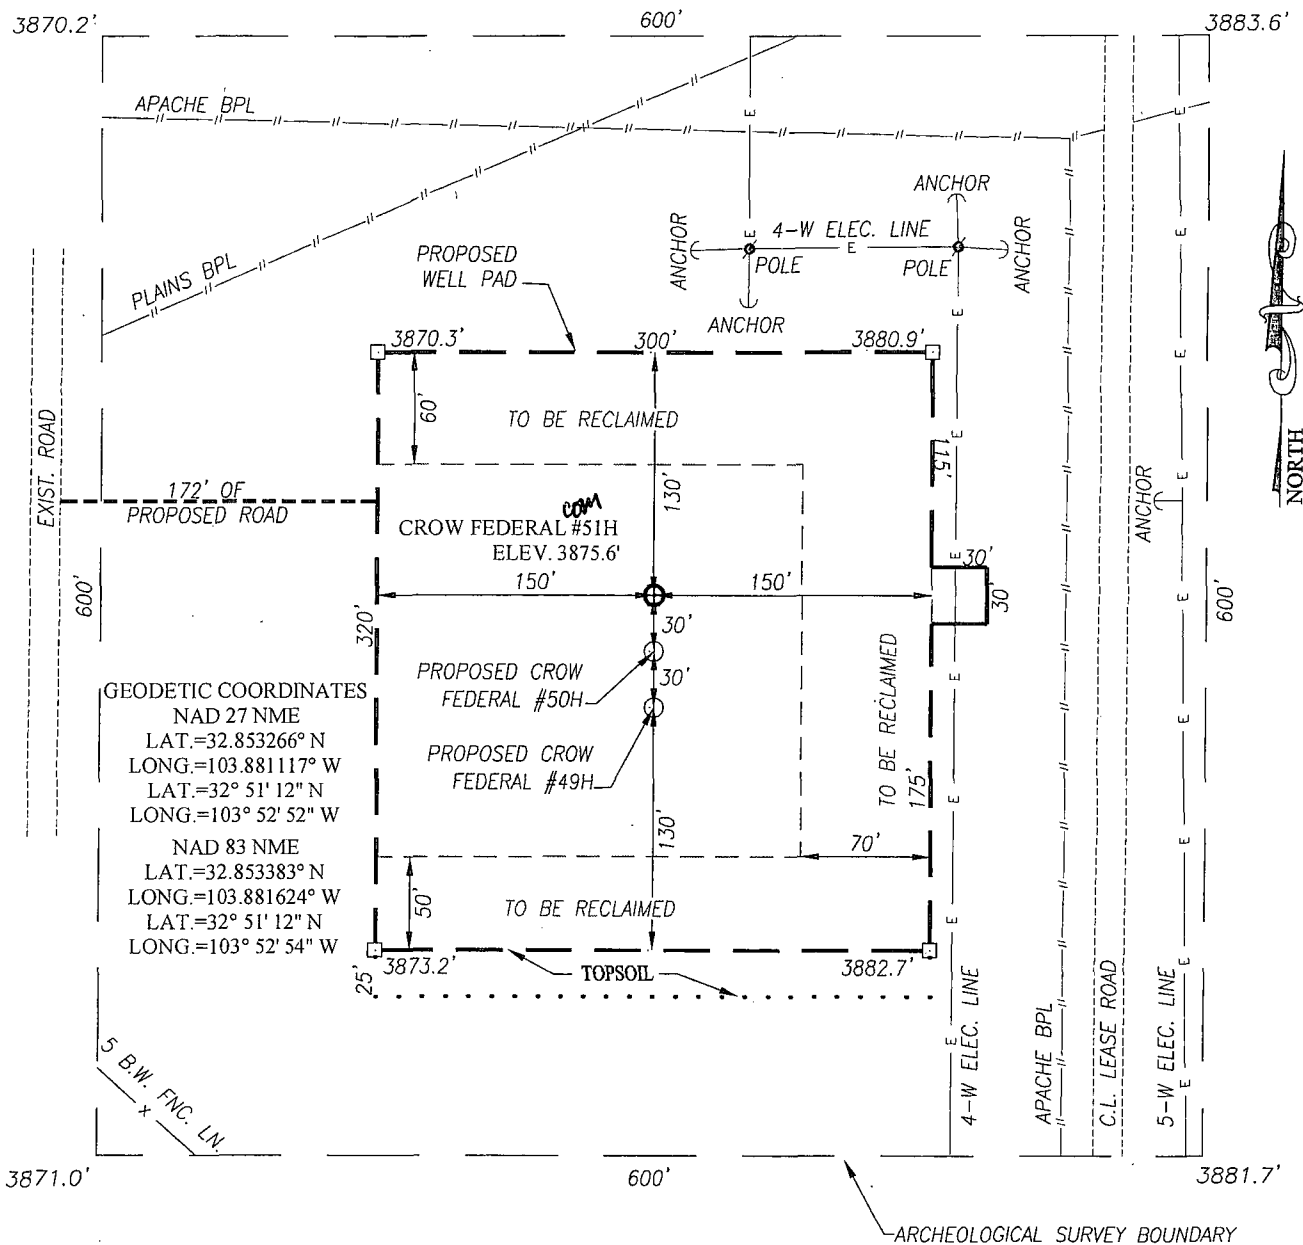 3870.2'
600'
3883.6'
APACHE BPL
PLAINS BPL
ANCHOR
ANCHOR
4-W ELEC. LINE
E
E
POLE
POLE
ANCHOR
ANCHOR
PROPOSED
WELL PAD
3870.3'
300'
3880.9'
60'
TO BE RECLAIMED
130'
115'
EXIST. ROAD
172' OF
PROPOSED ROAD
com
CROW FEDERAL #51H
ELEV. 3875.6'
150'
150'
30'
30'
ANCHOR
NORTH
600'
320'
30'
600'
PROPOSED CROW
FEDERAL #50H
30'
PROPOSED CROW
FEDERAL #49H
TO BE RECLAIMED
175'
GEODETIC COORDINATES
NAD 27 NME
LAT.=32.853266° N
LONG.=103.881117° W
LAT.=32° 51' 12" N
LONG.=103° 52' 52" W
NAD 83 NME
LAT.=32.853383° N
LONG.=103.881624° W
LAT.=32° 51' 12" N
LONG.=103° 52' 54" W
130'
70'
50'
TO BE RECLAIMED
3873.2'
3882.7'
25'
TOPSOIL
4-W ELEC. LINE
APACHE BPL
C.L. LEASE ROAD
5-W ELEC. LINE
5 B.W. FNC. LN.
x
3871.0'
600'
3881.7'
ARCHEOLOGICAL SURVEY BOUNDARY